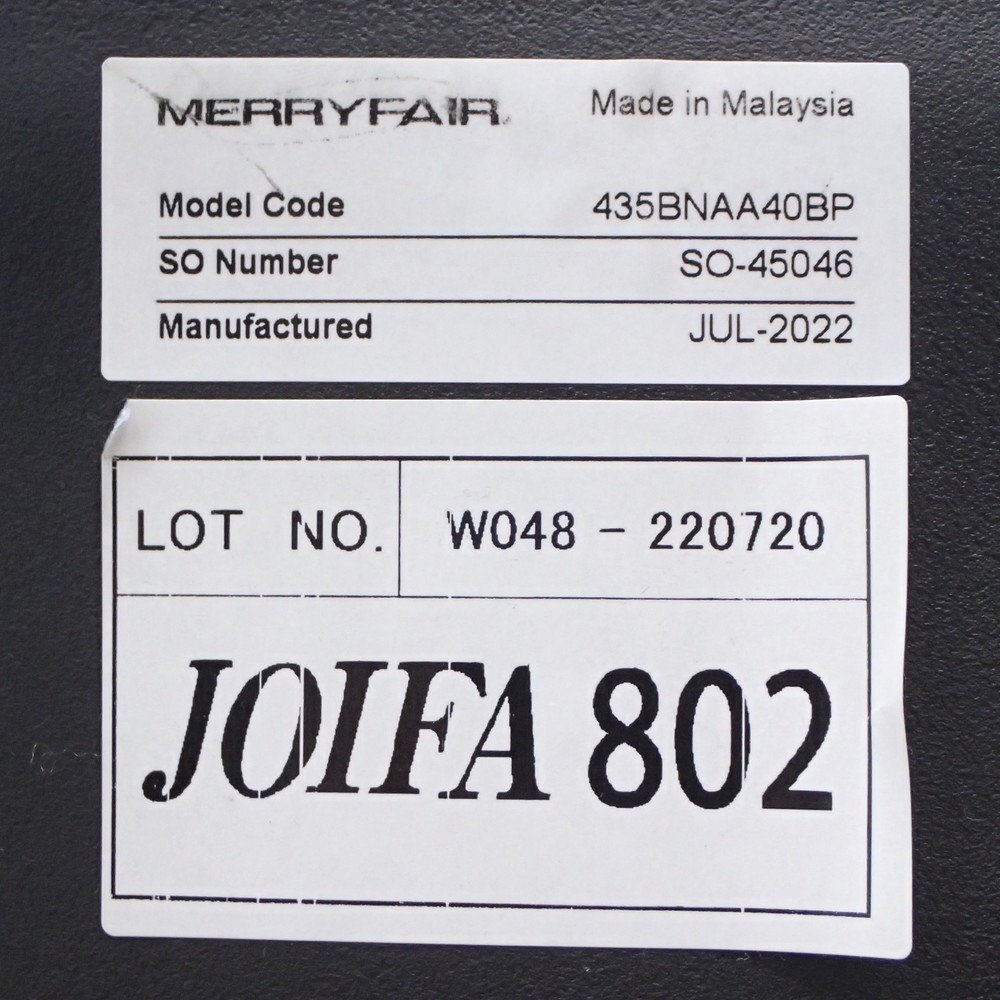 MERRYFAIR. Made in Malaysia
Model Code 435BNAA40BP
SO Number SO-45046
Manufactured JUL-2022
LOT NO. W048 - 220720
JOIFA 802